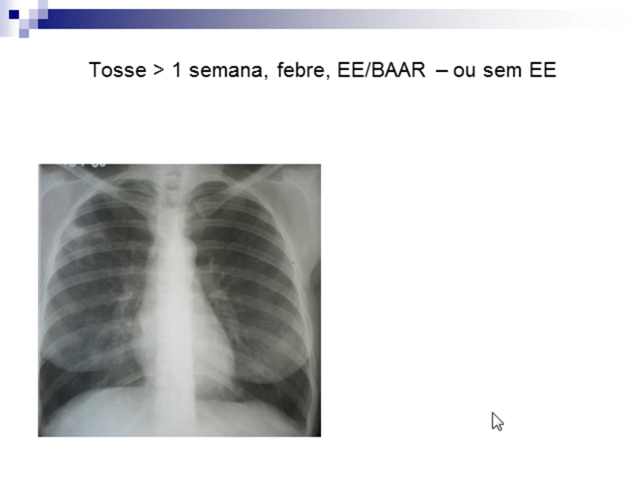 Tosse > 1 semana, febre, EE/BAAR – ou sem EE